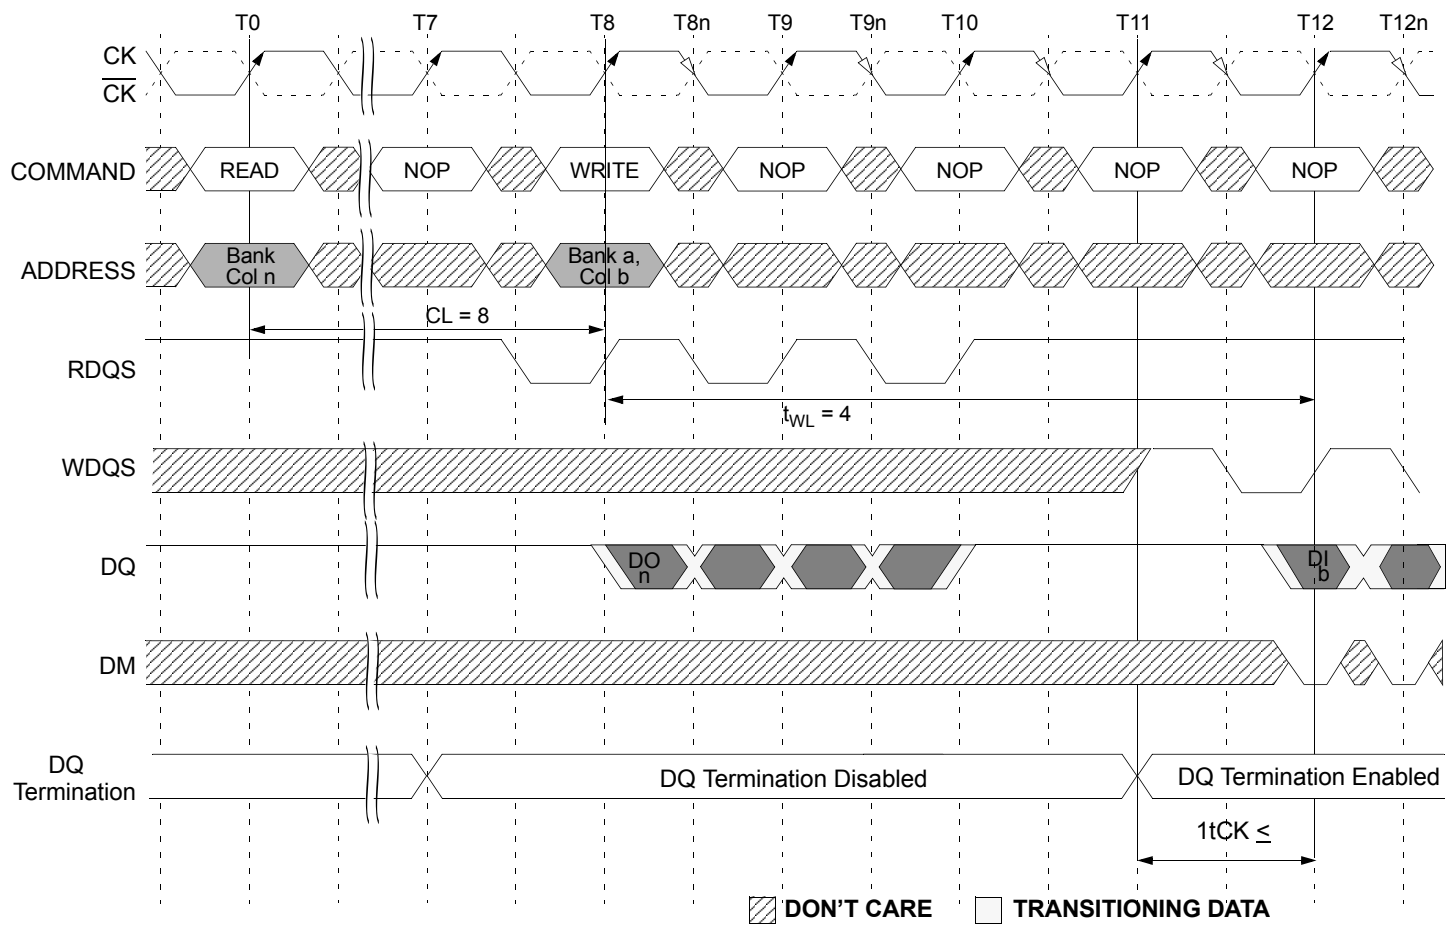 T0 T7 T8 T8n T9 T9n T10 T11 T12 T12n
CK
CK
COMMAND READ NOP WRITE NOP NOP NOP NOP
ADDRESS Bank Col n Bank a, Col b
CL = 8
RDQS
tWL = 4
WDQS
DQ DO n DI b
DM
DQ Termination DQ Termination Disabled DQ Termination Enabled
1tCK ≤
DON'T CARE TRANSITIONING DATA